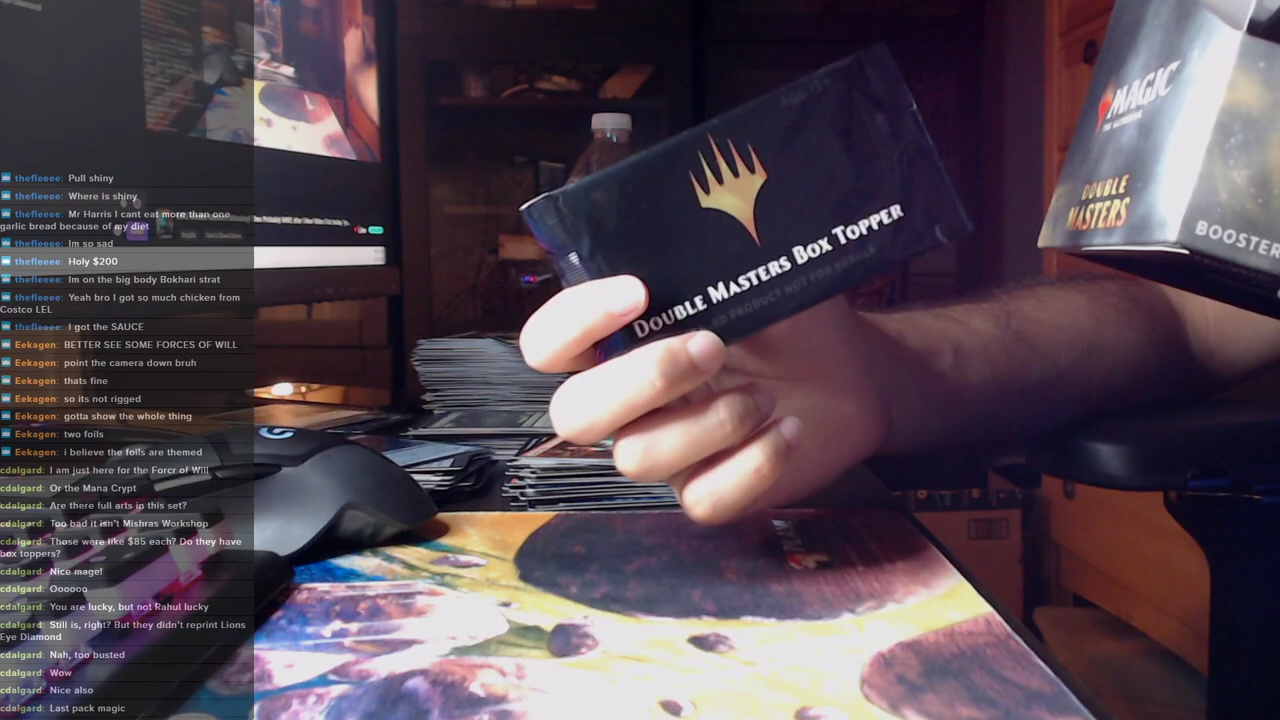 thefleeee: Pull shiny
thefleeee: Where is shiny
thefleeee: Mr Harris I cant eat more than one
garlic bread because of my diet
thefleeee: Im so sad
thefleeee: Holy $200
thefleeee: Im on the big body Bokhari strat
thefleeee: Yeah bro I got so much chicken from
Costco LEL
thefleeee: I got the SAUCE
Eekagen: BETTER SEE SOME FORCES OF WILL
Eekagen: point the camera down bruh
Eekagen: thats fine
Eekagen: so its not rigged
Eekagen: gotta show the whole thing
Eekagen: two foils
Eekagen: i believe the foils are themed
cdalgard: I am just here for the Forcr of Will
cdalgard: Or the Mana Crypt
cdalgard: Are there full arts in this set?
cdalgard: Too bad it isn't Mishras Workshop
cdalgard: Those were like $85 each? Do they have
box toppers?
cdalgard: Nice mage!
cdalgard: Oooooo
cdalgard: You are lucky, but not Rahul lucky
cdalgard: Still is, right? But they didn't reprint Lions
Eye Diamond
cdalgard: Nah, too busted
cdalgard: Wow
cdalgard: Nice also
cdalgard: Last pack magic
DOUBLE MASTERS BOX TOPPER
MAGIC
THE GATHERING
DOUBLE
MASTERS
BOOSTER